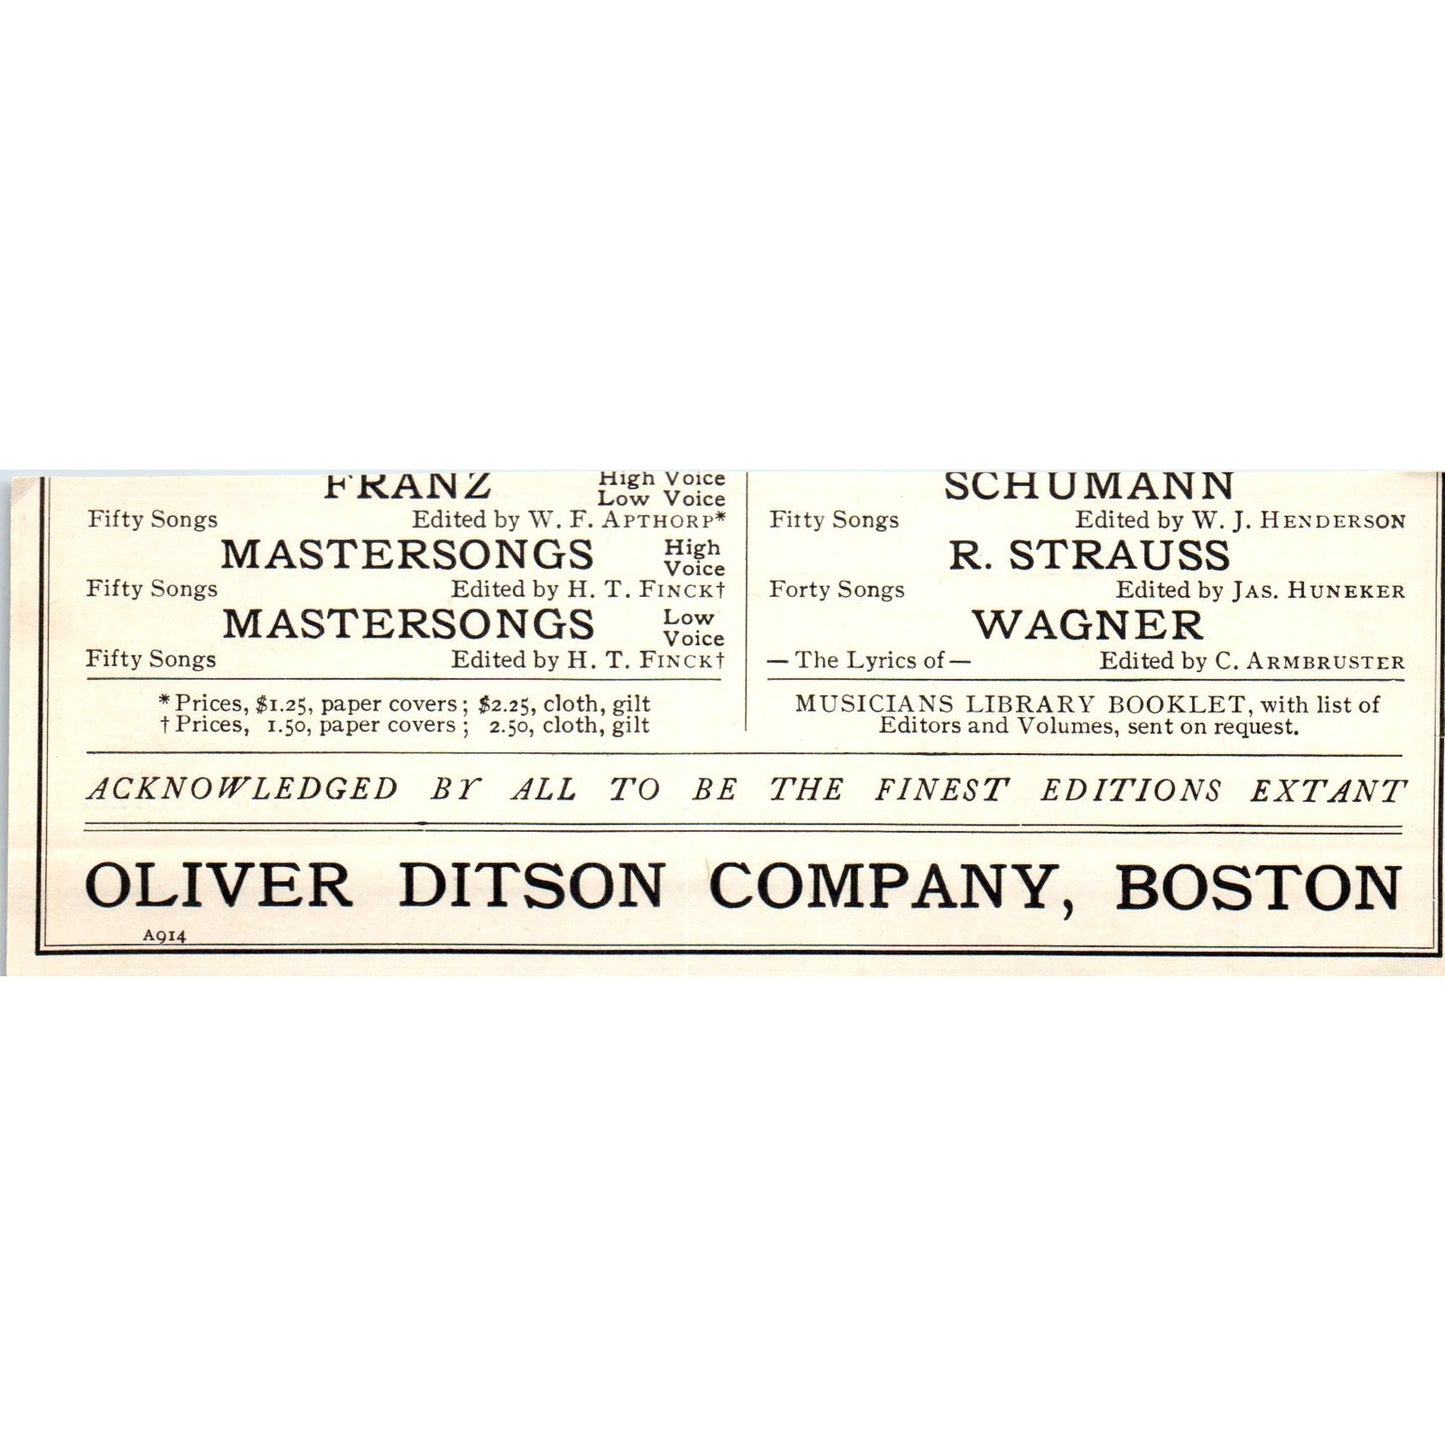 FRANZ High Voice
Low Voice
Fifty Songs Edited by W. F. APTHORP*
MASTERSONGS High
Voice
Fifty Songs Edited by H. T. FINCK†
MASTERSONGS Low
Voice
Fifty Songs Edited by H. T. FINCK†
*Prices, $1.25, paper covers; $2.25, cloth, gilt
†Prices, 1.50, paper covers; 2.50, cloth, gilt
SCHUMANN
Fifty Songs Edited by W. J. HENDERSON
R. STRAUSS
Forty Songs Edited by JAS. HUNEKER
WAGNER
—The Lyrics of— Edited by C. ARMBRUSTER
MUSICIANS LIBRARY BOOKLET, with list of
Editors and Volumes, sent on request.
ACKNOWLEDGED BY ALL TO BE THE FINEST EDITIONS EXTANT
OLIVER DITSON COMPANY, BOSTON
A914